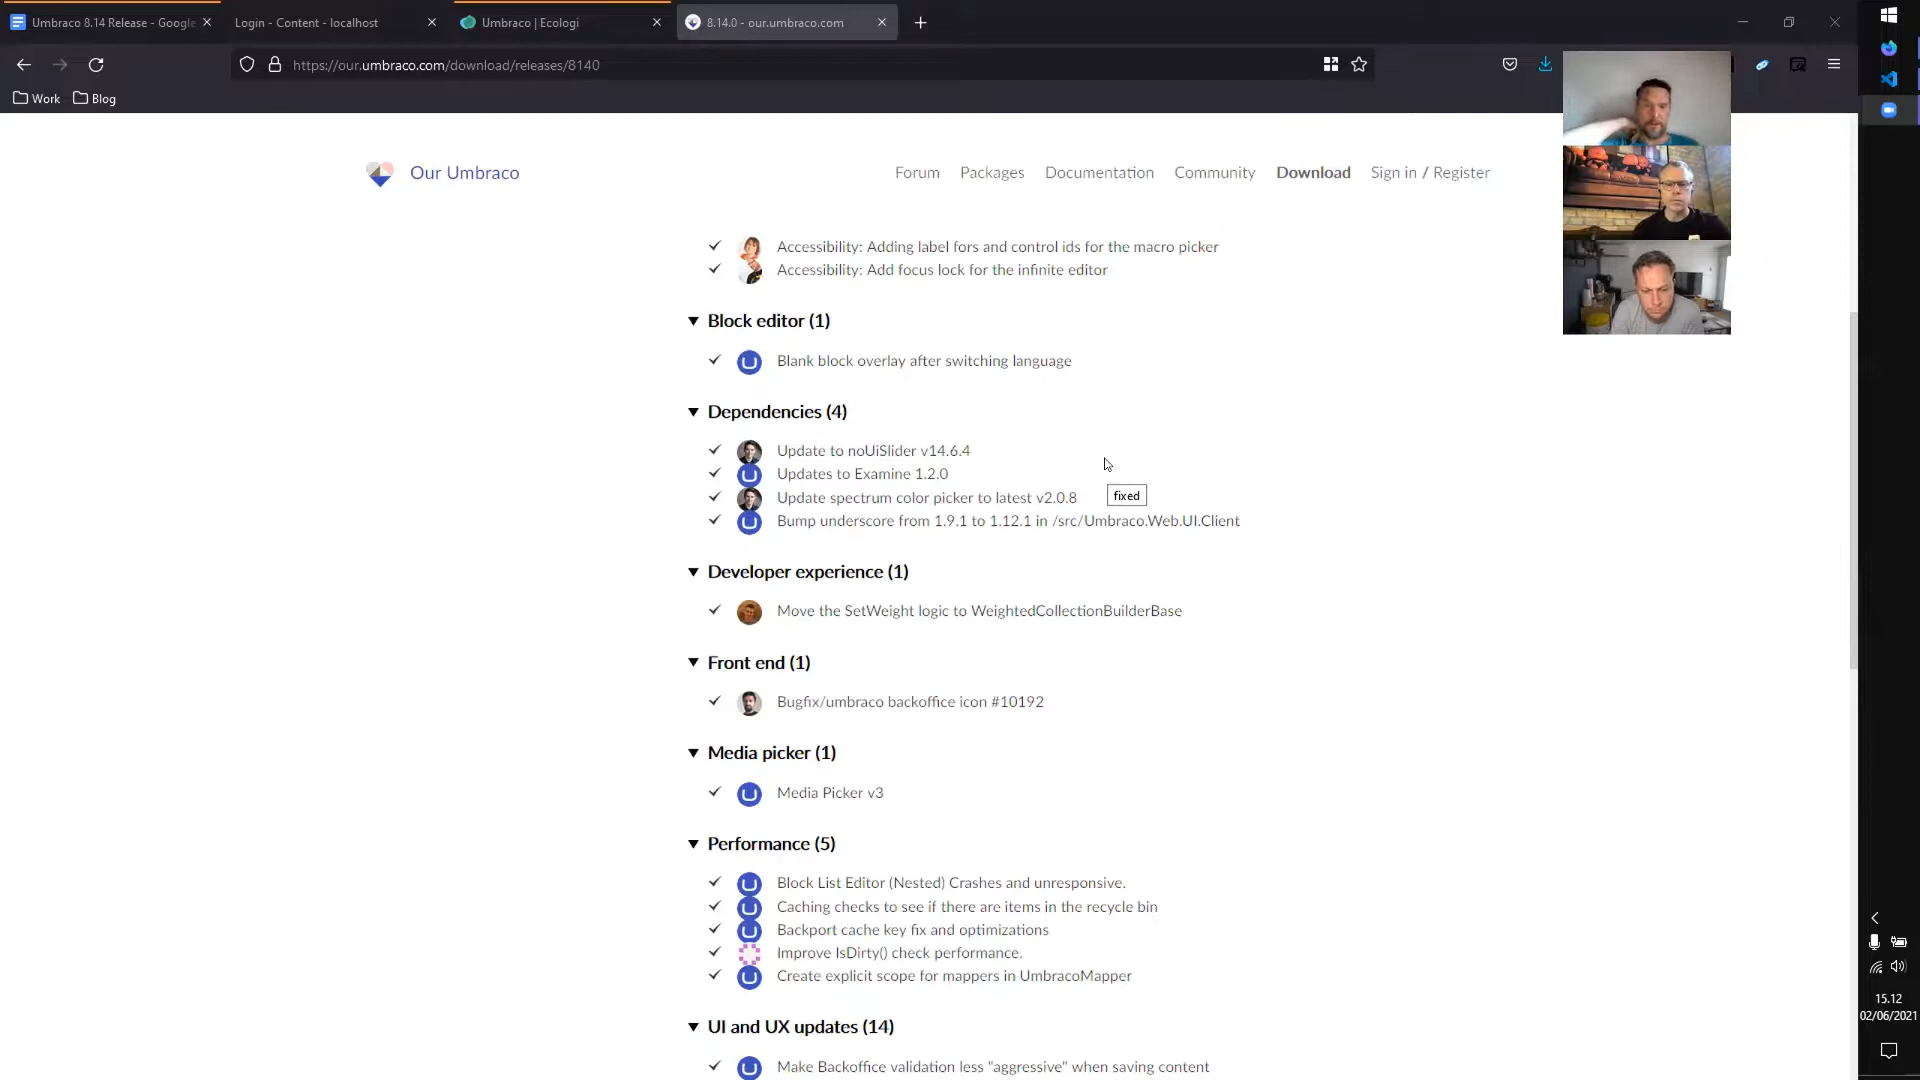 Umbraco 8.14 Release - Google
Login - Content - localhost
Umbraco | Ecologi
8.14.0 - our.umbraco.com
https://our.umbraco.com/download/releases/8140
Work
Blog
Our Umbraco
Forum
Packages
Documentation
Community
Download
Sign in / Register
Accessibility: Adding label fors and control ids for the macro picker
Accessibility: Add focus lock for the infinite editor
Block editor (1)
Blank block overlay after switching language
Dependencies (4)
Update to noUiSlider v14.6.4
Updates to Examine 1.2.0
Update spectrum color picker to latest v2.0.8
fixed
Bump underscore from 1.9.1 to 1.12.1 in /src/Umbraco.Web.UI.Client
Developer experience (1)
Move the SetWeight logic to WeightedCollectionBuilderBase
Front end (1)
Bugfix/umbraco backoffice icon #10192
Media picker (1)
Media Picker v3
Performance (5)
Block List Editor (Nested) Crashes and unresponsive.
Caching checks to see if there are items in the recycle bin
Backport cache key fix and optimizations
Improve IsDirty() check performance.
Create explicit scope for mappers in UmbracoMapper
UI and UX updates (14)
Make Backoffice validation less "aggressive" when saving content
15.12
02/06/2021